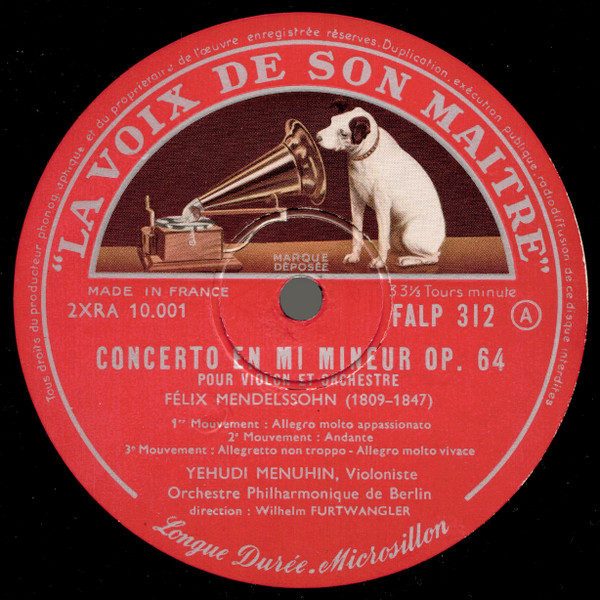 Tous droits du producteur phonographique et du propriétaire de l'œuvre enregistrée réservés. Duplication, exécution publique, radiodiffusion de ce disque interdites
"LA VOIX DE SON MAITRE"
MARQUE
DÉPOSÉE
MADE IN FRANCE
33⅓ Tours minute
2XRA 10.001
FALP 312 A
CONCERTO EN MI MINEUR OP. 64
POUR VIOLON ET ORCHESTRE
FÉLIX MENDELSSOHN (1809-1847)
1er Mouvement : Allegro molto appassionato
2e Mouvement : Andante
3e Mouvement : Allegretto non troppo - Allegro molto vivace
YEHUDI MENUHIN, Violoniste
Orchestre Philharmonique de Berlin
direction : Wilhelm FURTWANGLER
Longue Durée. Microsillon